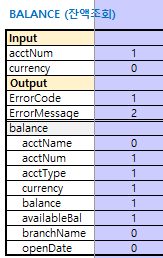 BALANCE (잔액조회)
Input
acctNum 1
currency 0
Output
ErrorCode 1
ErrorMessage 2
balance
acctName 0
acctNum 1
acctType 1
currency 1
balance 1
availableBal 1
branchName 0
openDate 0